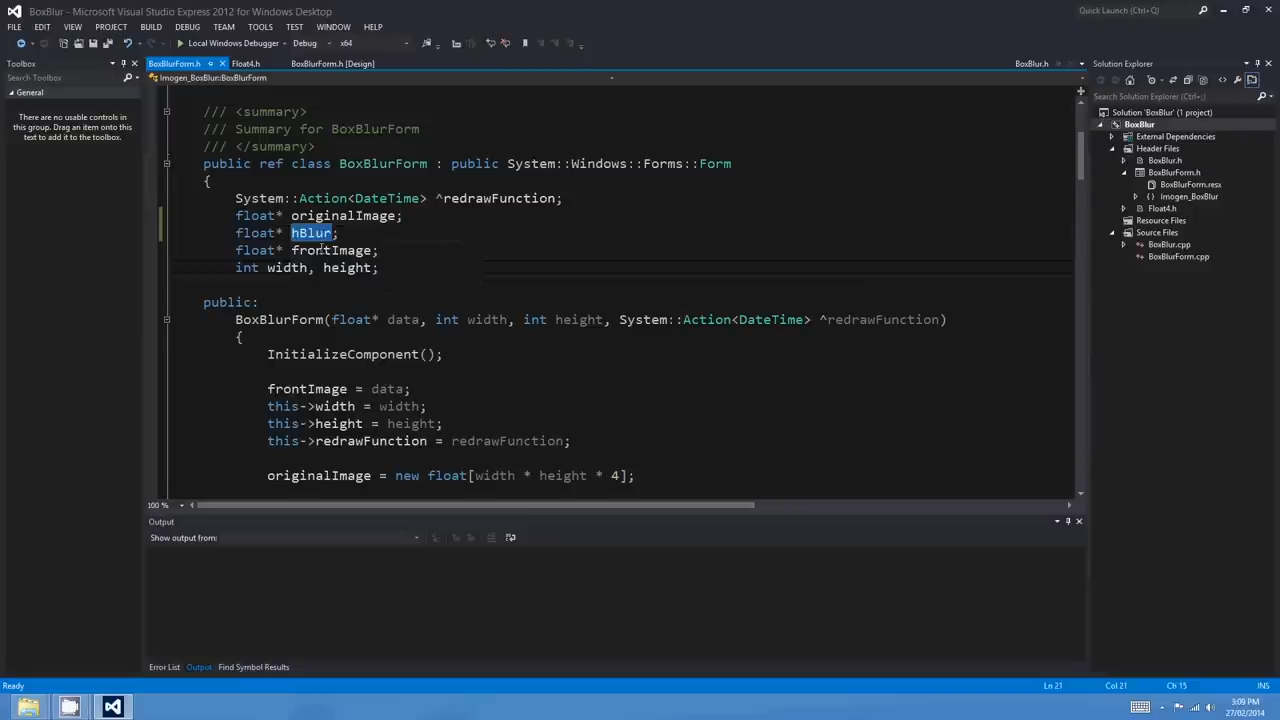 BoxBlur - Microsoft Visual Studio Express 2012 for Windows Desktop
Quick Launch (Ctrl+Q)
FILE EDIT VIEW PROJECT BUILD DEBUG TEAM TOOLS TEST WINDOW HELP
Local Windows Debugger Debug x64
Toolbox
BoxBlurForm.h Float4.h BoxBlurForm.h [Design] BoxBlur.h
Solution Explorer
Search Toolbox
Imogen_BoxBlur::BoxBlurForm
General
There are no usable controls in
this group. Drag an item onto this
text to add it to the toolbox.
/// <summary>
/// Summary for BoxBlurForm
/// </summary>
public ref class BoxBlurForm : public System::Windows::Forms::Form
{
System::Action<DateTime> ^redrawFunction;
float* originalImage;
float* hBlur;
float* frontImage;
int width, height;
public:
BoxBlurForm(float* data, int width, int height, System::Action<DateTime> ^redrawFunction)
{
InitializeComponent();
frontImage = data;
this->width = width;
this->height = height;
this->redrawFunction = redrawFunction;
originalImage = new float[width * height * 4];
100 %
Search Solution Explorer (Ctrl+;)
Solution 'BoxBlur' (1 project)
BoxBlur
External Dependencies
Header Files
BoxBlur.h
BoxBlurForm.h
BoxBlurForm.resx
Imogen_BoxBlur
Float4.h
Resource Files
Source Files
BoxBlur.cpp
BoxBlurForm.cpp
Output
Show output from:
Error List Output Find Symbol Results
Ready Ln 21 Col 21 Ch 15 INS
3:09 PM
27/02/2014